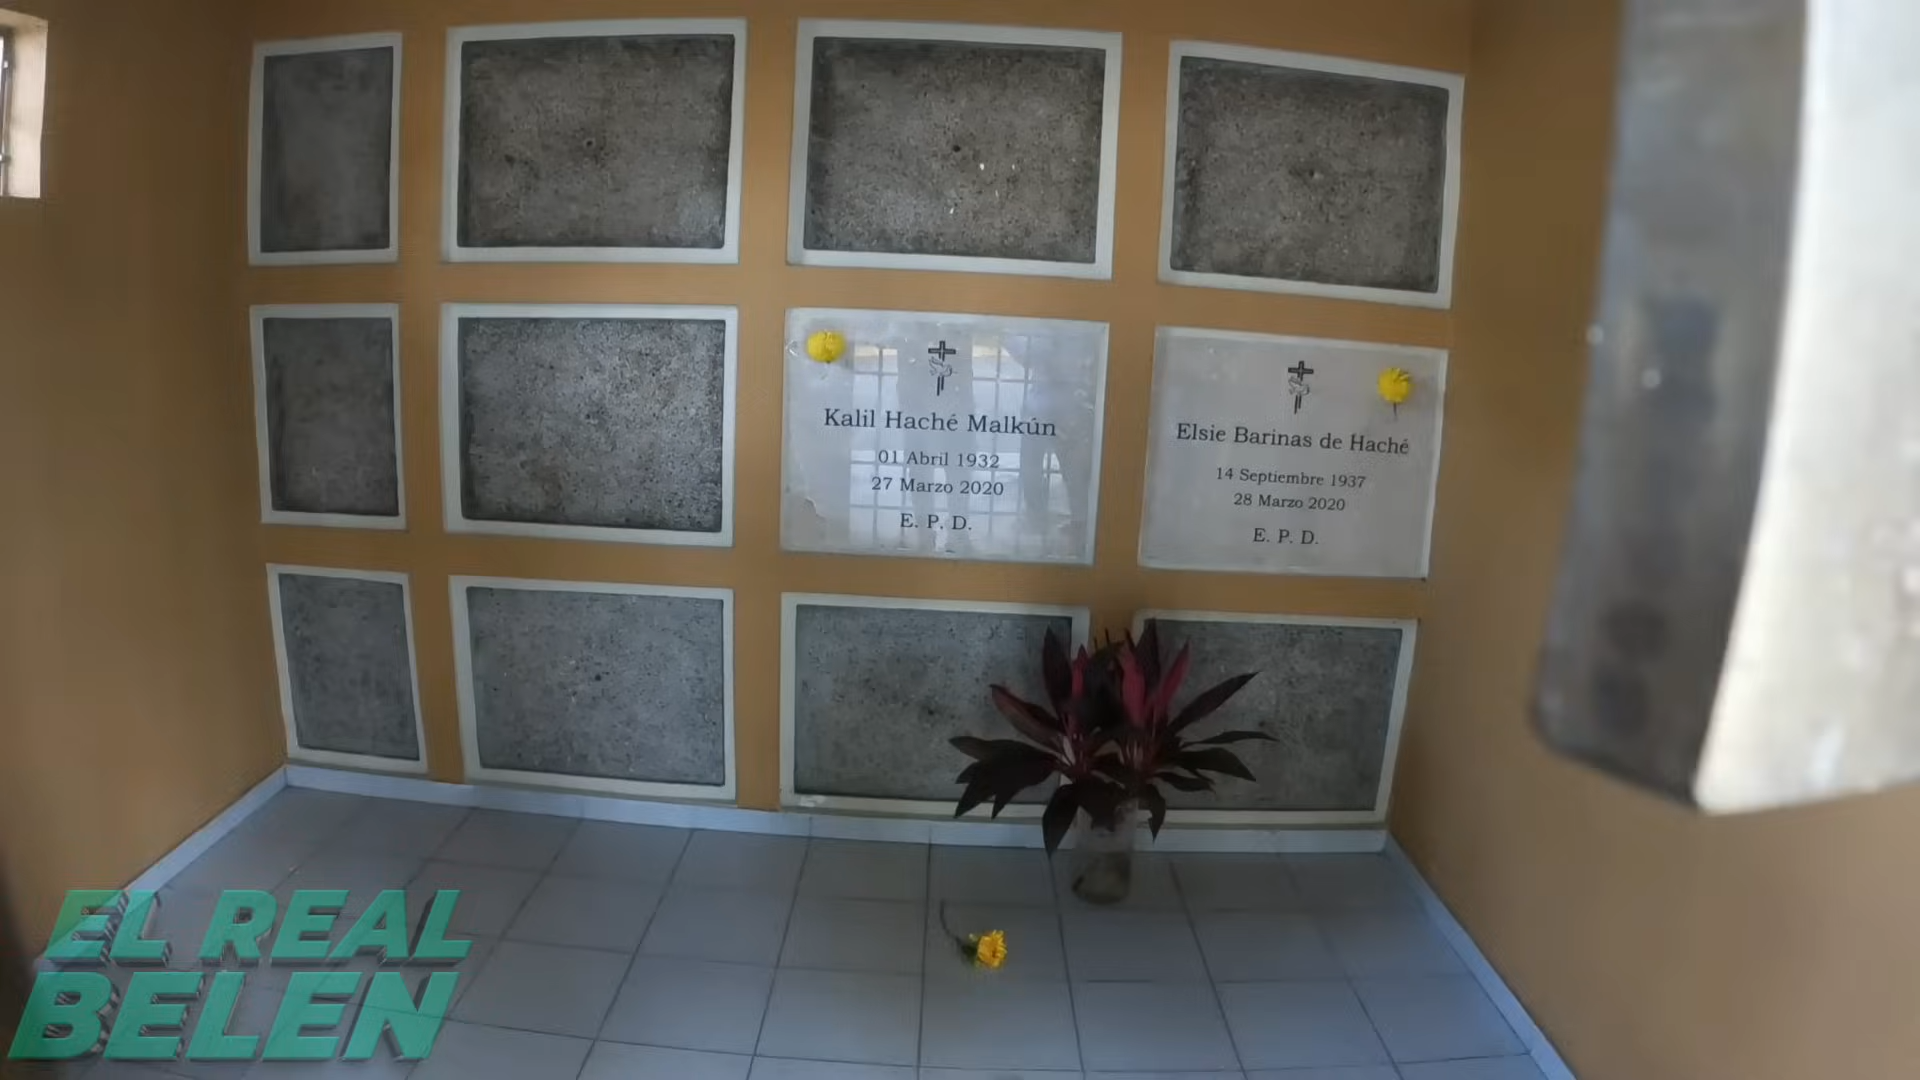 Kalil Haché Malkún
01 Abril 1932
27 Marzo 2020
E. P. D.
Elsie Barinas de Haché
14 Septiembre 1937
28 Marzo 2020
E. P. D.
EL REAL
BELEN